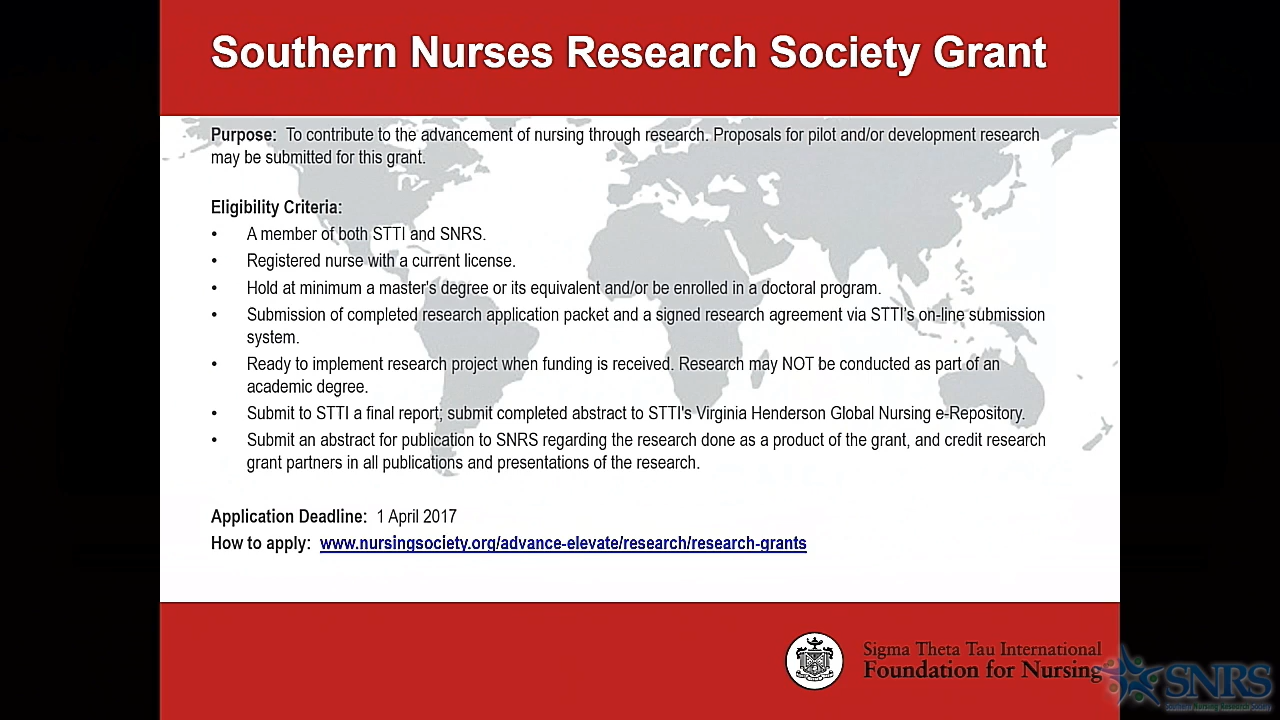 Southern Nurses Research Society Grant
Purpose: To contribute to the advancement of nursing through research. Proposals for pilot and/or development research
may be submitted for this grant.
Eligibility Criteria:
• A member of both STTI and SNRS.
• Registered nurse with a current license.
• Hold at minimum a master's degree or its equivalent and/or be enrolled in a doctoral program.
• Submission of completed research application packet and a signed research agreement via STTI's on-line submission
system.
• Ready to implement research project when funding is received. Research may NOT be conducted as part of an
academic degree.
• Submit to STTI a final report; submit completed abstract to STTI's Virginia Henderson Global Nursing e-Repository.
• Submit an abstract for publication to SNRS regarding the research done as a product of the grant, and credit research
grant partners in all publications and presentations of the research.
Application Deadline: 1 April 2017
How to apply: www.nursingsociety.org/advance-elevate/research/research-grants
Sigma Theta Tau International
Foundation for Nursing
SNRS
Southern Nursing Research Society